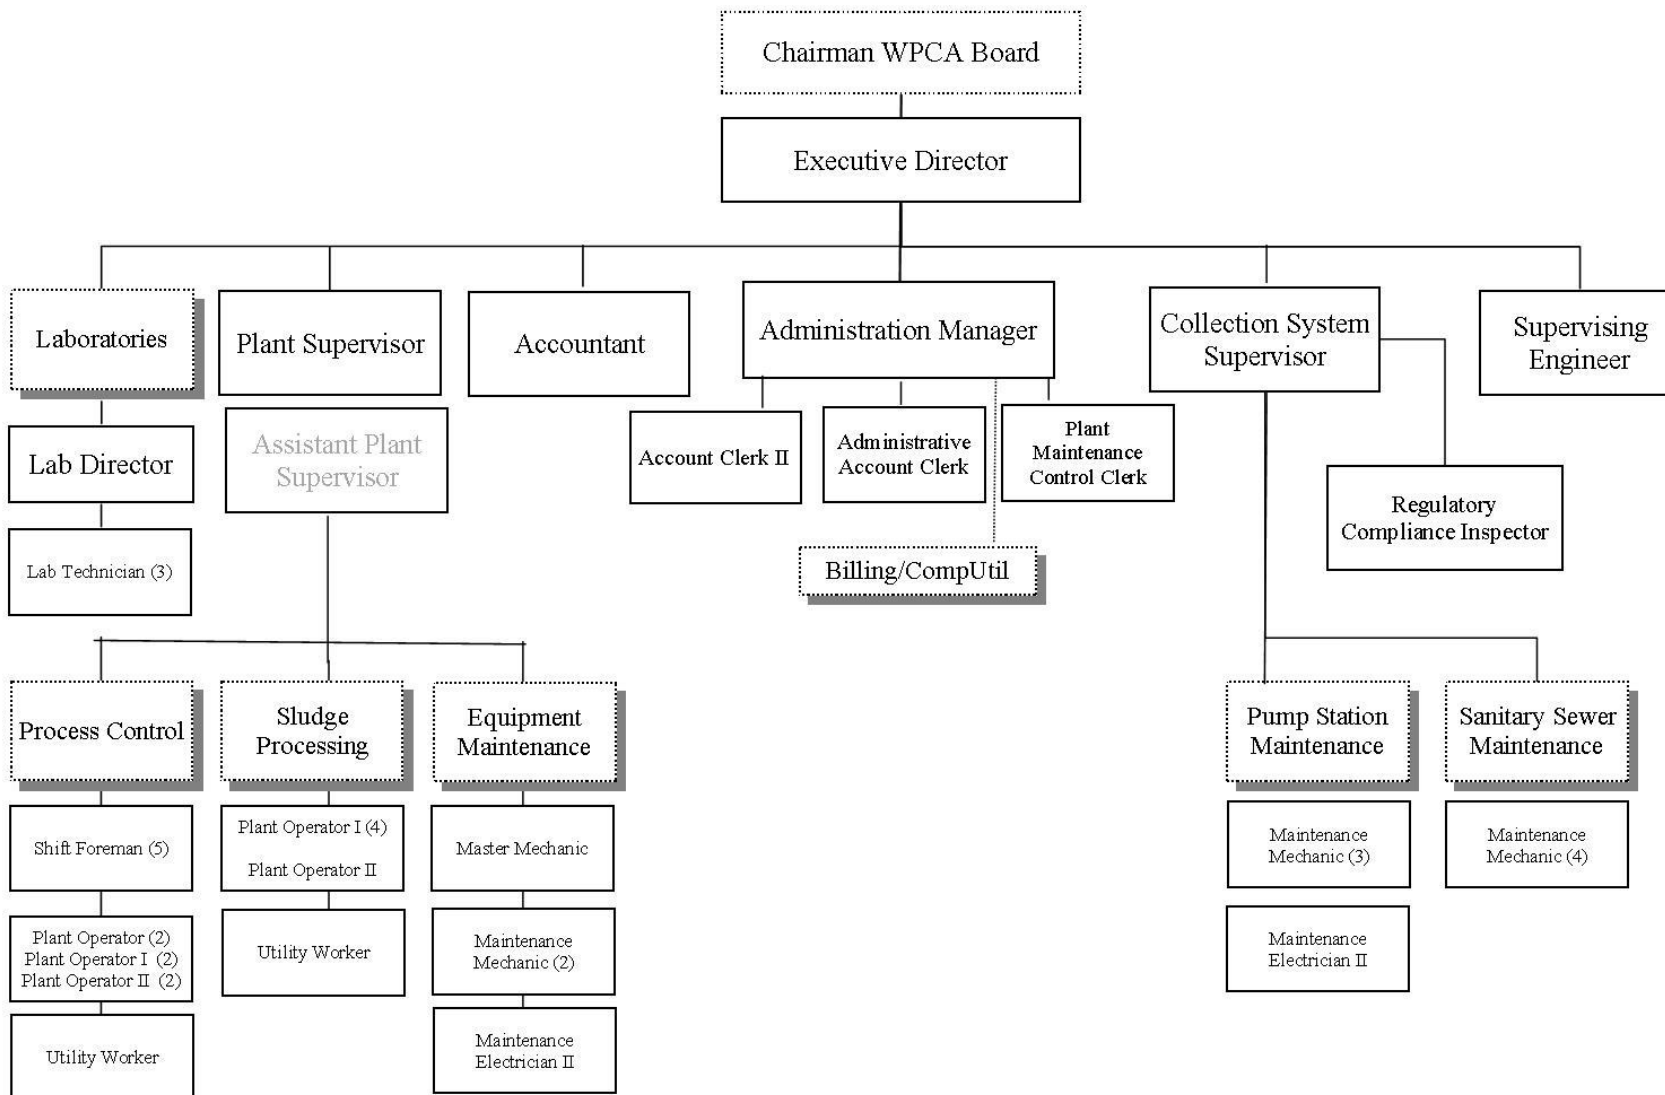 Chairman WPCA Board
Executive Director
Laboratories
Plant Supervisor
Accountant
Administration Manager
Collection System
Supervisor
Supervising
Engineer
Lab Director
Assistant Plant
Supervisor
Account Clerk II
Administrative
Account Clerk
Plant
Maintenance
Control Clerk
Regulatory
Compliance Inspector
Lab Technician (3)
Billing/CompUtil
Process Control
Sludge
Processing
Equipment
Maintenance
Pump Station
Maintenance
Sanitary Sewer
Maintenance
Shift Foreman (5)
Plant Operator I (4)
Plant Operator II
Master Mechanic
Maintenance
Mechanic (3)
Maintenance
Mechanic (4)
Plant Operator (2)
Plant Operator I (2)
Plant Operator II (2)
Utility Worker
Maintenance
Mechanic (2)
Maintenance
Electrician II
Utility Worker
Maintenance
Electrician II